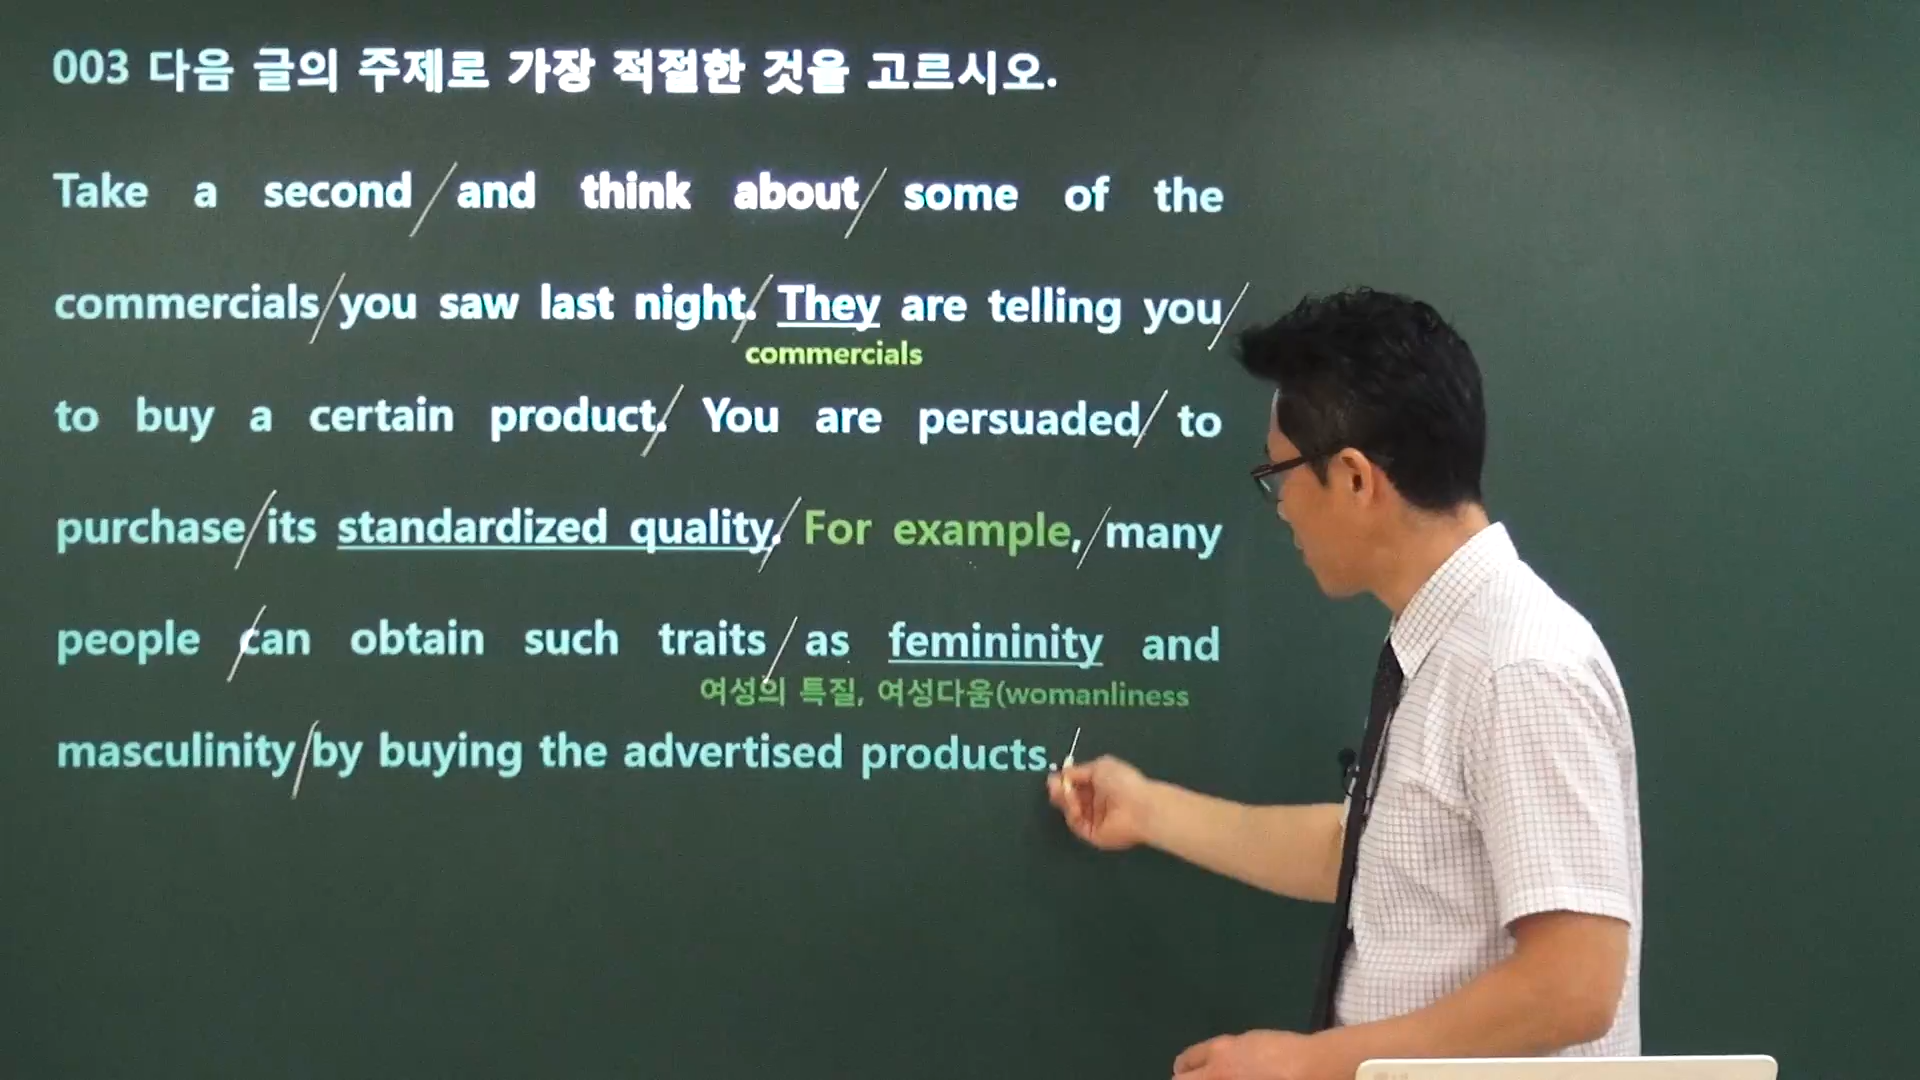 003 다음 글의 주제로 가장 적절한 것을 고르시오.
Take a second / and think about / some of the
commercials / you saw last night. / They are telling you /
commercials
to buy a certain product. / You are persuaded / to
purchase / its standardized quality. / For example, / many
people / can obtain such traits / as femininity and
여성의 특질, 여성다움(womanliness
masculinity / by buying the advertised products. /